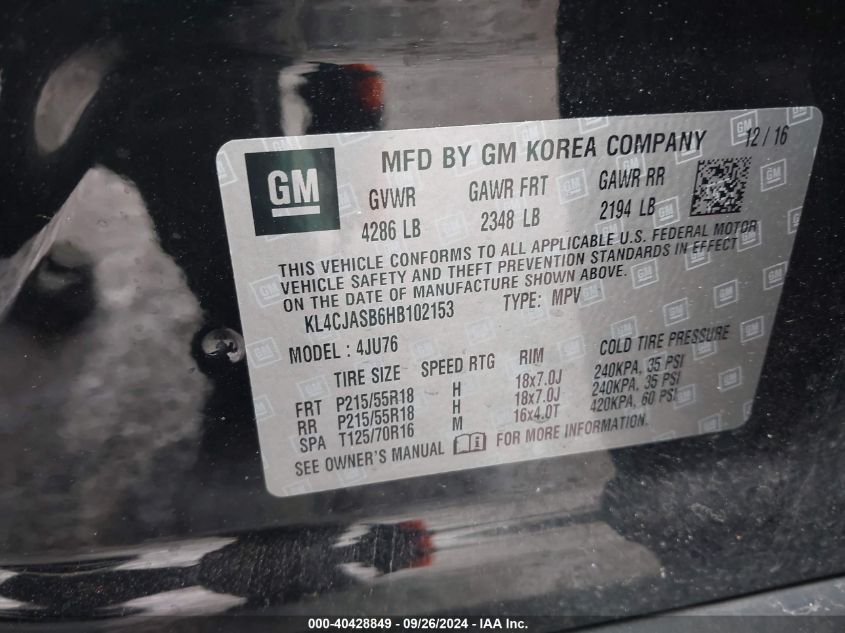 GM
MFD BY GM KOREA COMPANY
12 / 16
GVWR GAWR FRT GAWR RR
4286 LB 2348 LB 2194 LB
THIS VEHICLE CONFORMS TO ALL APPLICABLE U.S. FEDERAL MOTOR
VEHICLE SAFETY AND THEFT PREVENTION STANDARDS IN EFFECT
ON THE DATE OF MANUFACTURE SHOWN ABOVE.
KL4CJASB6HB102153 TYPE: MPV
MODEL : 4JU76
TIRE SIZE SPEED RTG RIM COLD TIRE PRESSURE
FRT P215/55R18 H 18x7.0J 240KPA, 35 PSI
RR P215/55R18 H 18x7.0J 240KPA, 35 PSI
SPA T125/70R16 M 16x4.0T 420KPA, 60 PSI
SEE OWNER'S MANUAL FOR MORE INFORMATION.
000-40428849 / 09/26/2024 / IAA Inc.